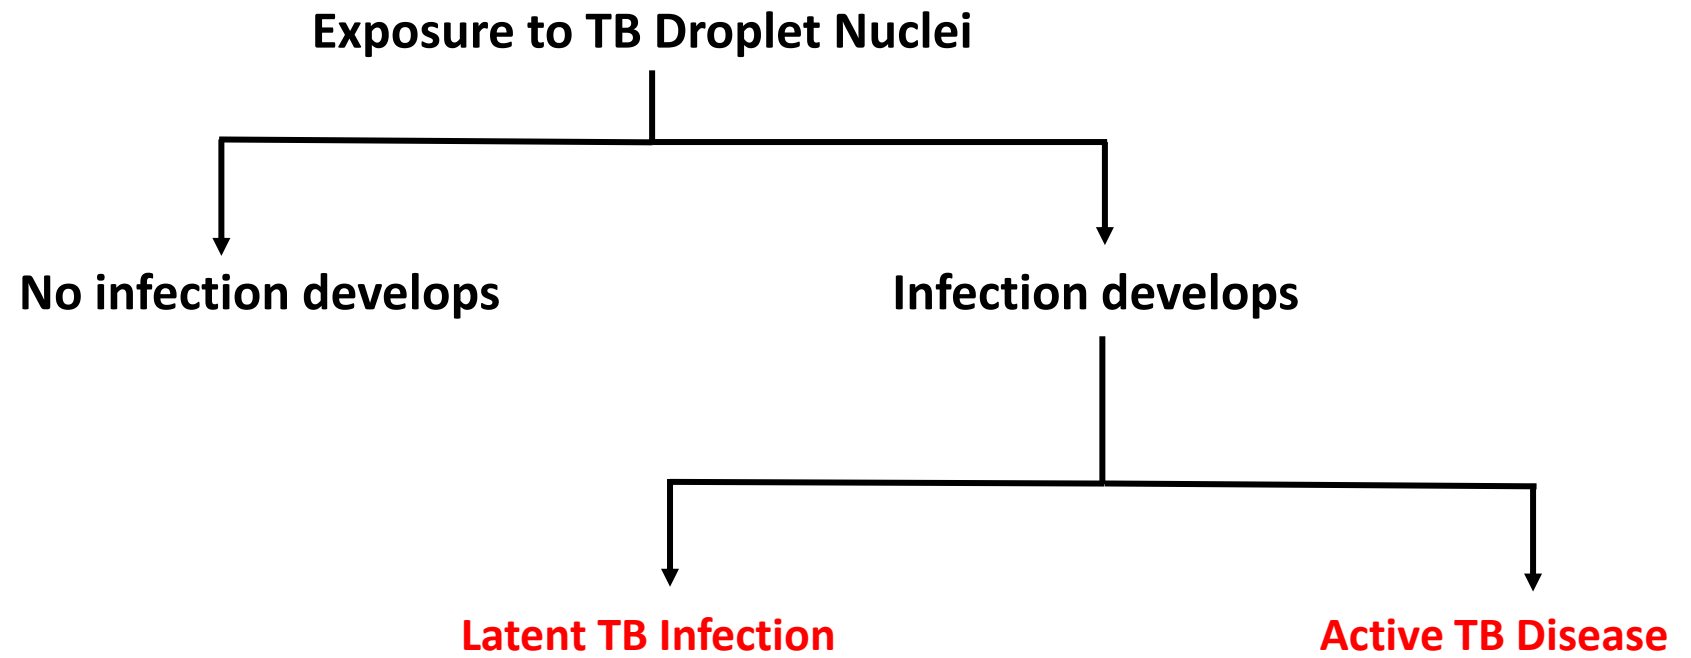 Exposure to TB Droplet Nuclei
No infection develops
Infection develops
Latent TB Infection
Active TB Disease